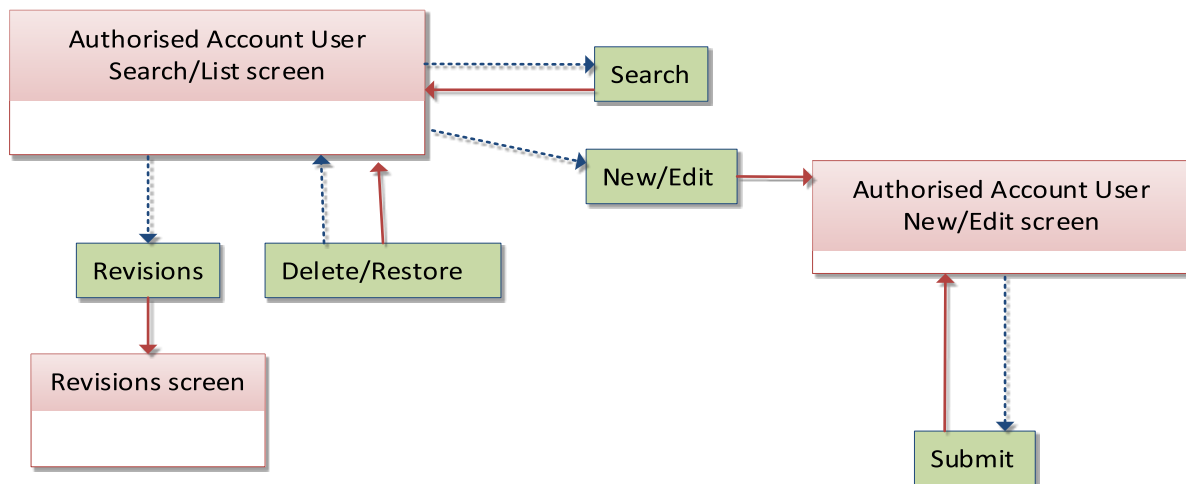 Authorised Account User
Search/List screen
Search
New/Edit
Authorised Account User
New/Edit screen
Revisions
Delete/Restore
Revisions screen
Submit